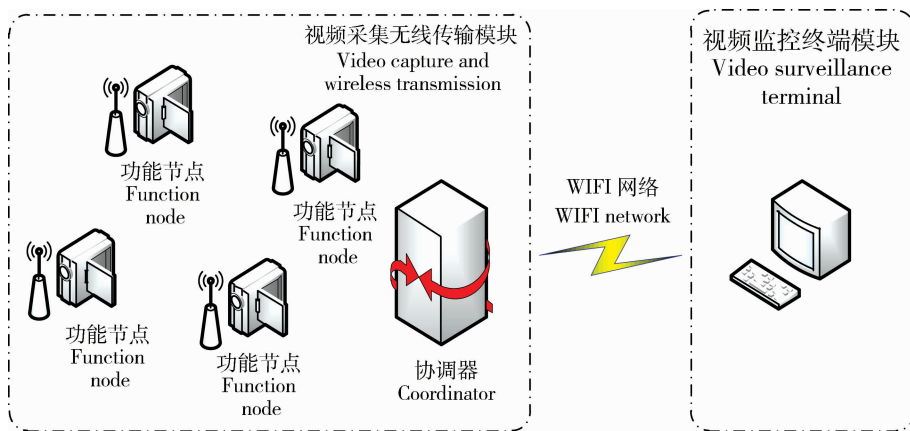 视频采集无线传输模块
Video capture and
wireless transmission
功能节点
Function
node
功能节点
Function
node
功能节点
Function
node
功能节点
Function
node
协调器
Coordinator
WIFI 网络
WIFI network
视频监控终端模块
Video surveillance
terminal